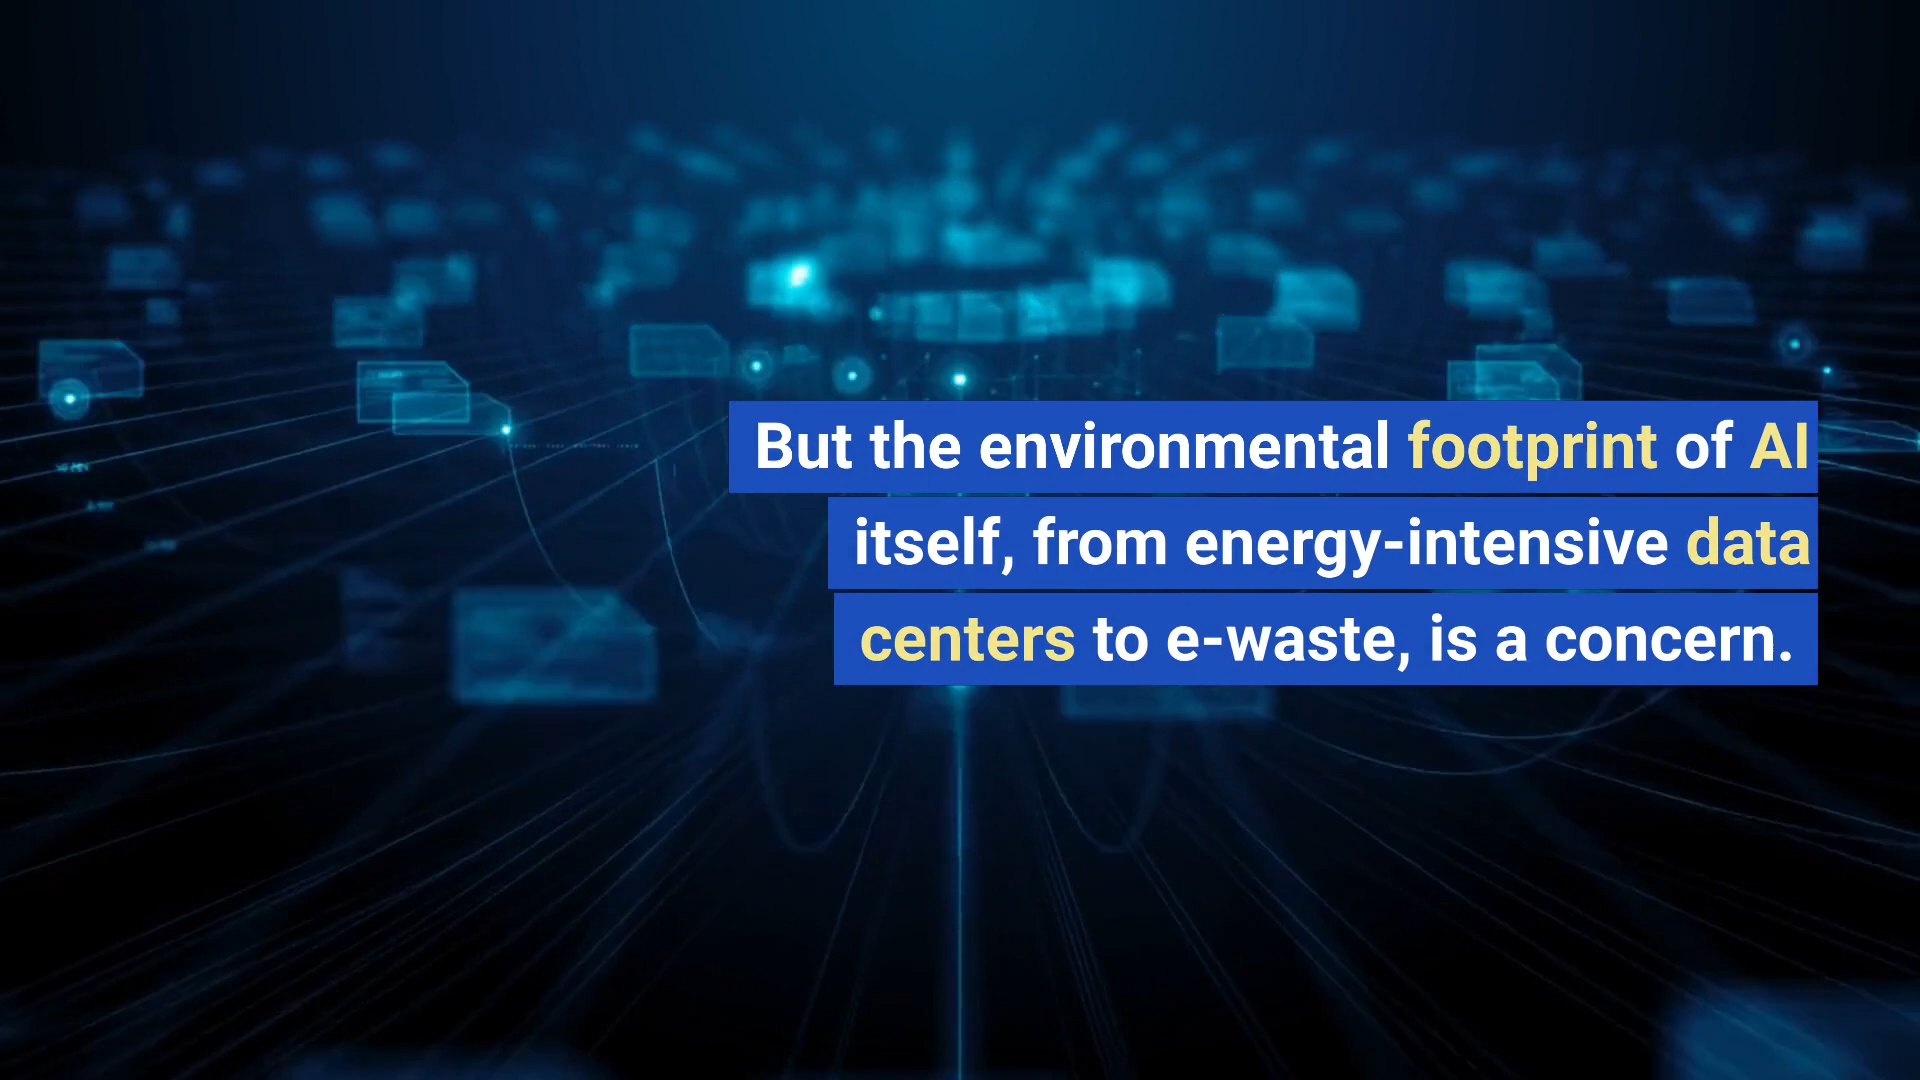 But the environmental footprint of AI
itself, from energy-intensive data
centers to e-waste, is a concern.